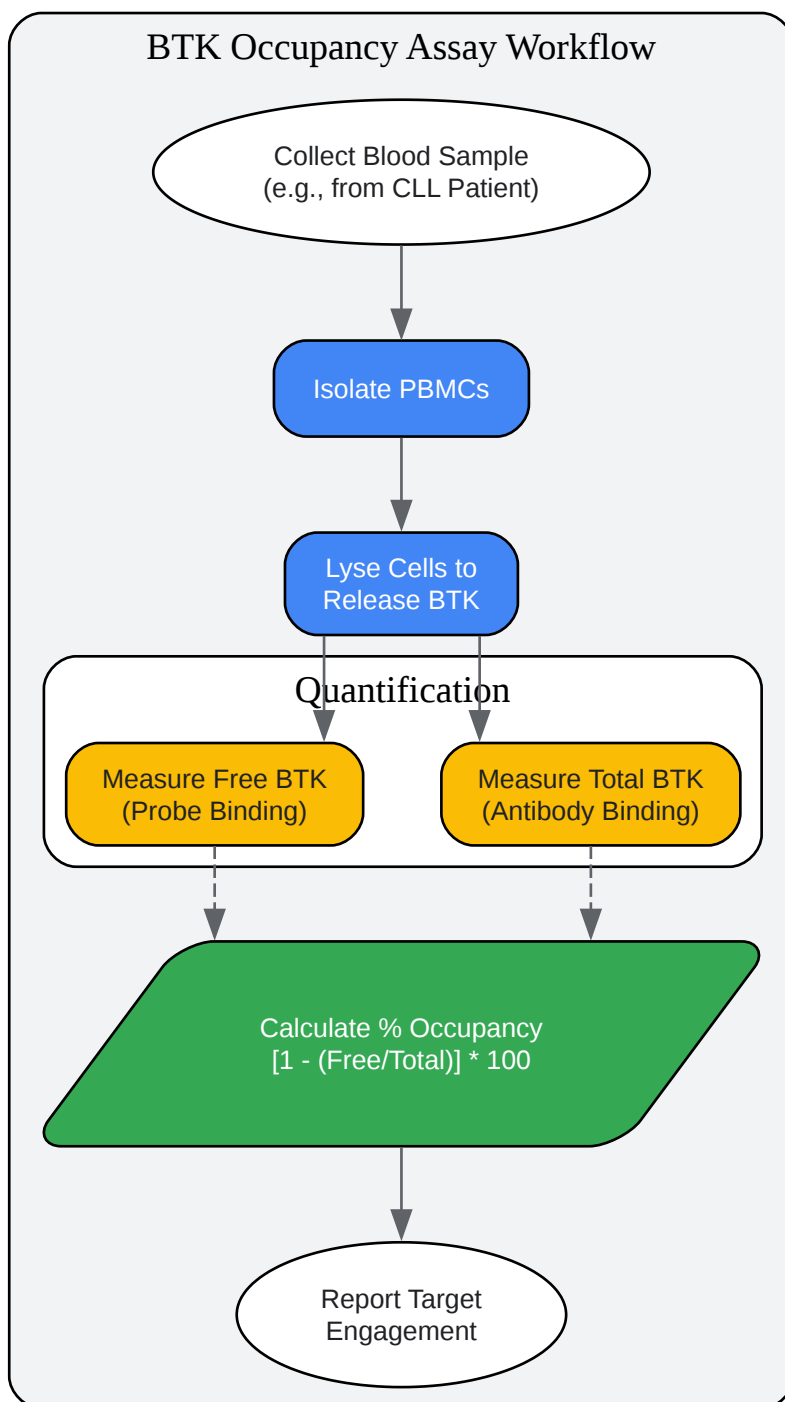 BTK Occupancy Assay Workflow
Collect Blood Sample
(e.g., from CLL Patient)
Isolate PBMCs
Lyse Cells to
Release BTK
Quantification
Measure Free BTK
(Probe Binding)
Measure Total BTK
(Antibody Binding)
Calculate % Occupancy
[1 - (Free/Total)] * 100
Report Target
Engagement